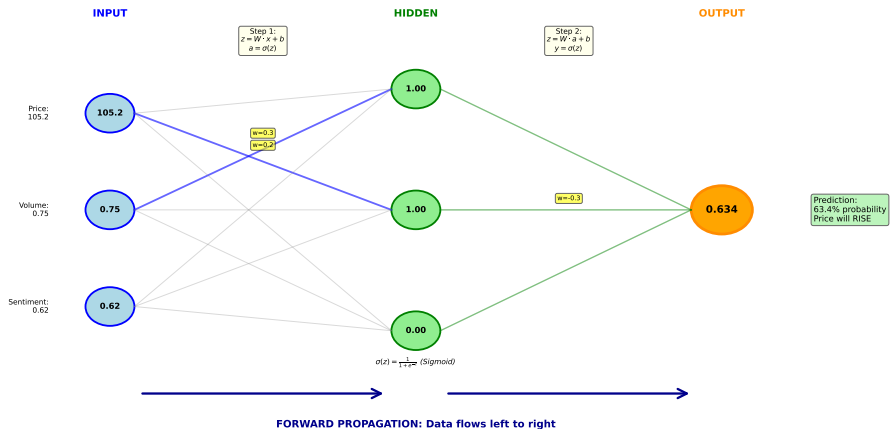 INPUT
HIDDEN
OUTPUT
Step 1:
z = W · x + b
a = σ(z)
Step 2:
z = W · a + b
y = σ(z)
Price:
105.2
105.2
1.00
w=0.3
w=0.2
Volume:
0.75
0.75
1.00
w=-0.3
0.634
Prediction:
63.4% probability
Price will RISE
Sentiment:
0.62
0.62
0.00
σ(z) = 1/(1+e^{-z}) (Sigmoid)
FORWARD PROPAGATION: Data flows left to right